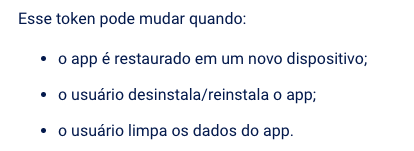 Esse token pode mudar quando:
• o app é restaurado em um novo dispositivo;
• o usuário desinstala/reinstala o app;
• o usuário limpa os dados do app.